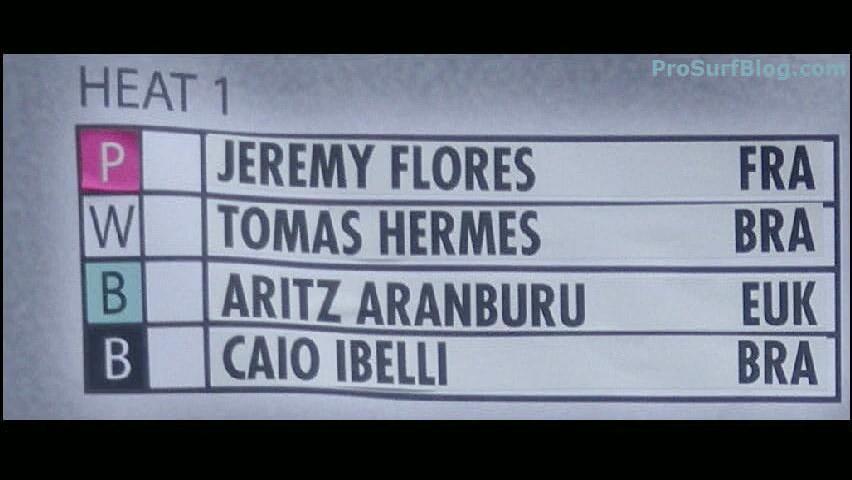 ProSurfBlog.com
HEAT 1
P JEREMY FLORES FRA
W TOMAS HERMES BRA
B ARITZ ARANBURU EUK
B CAIO IBELLI BRA